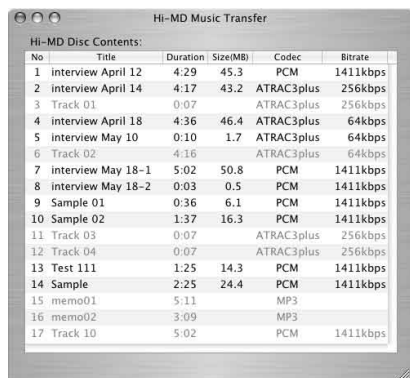 Hi-MD Music Transfer
Hi-MD Disc Contents:
No Title Duration Size(MB) Codec Bitrate
1 interview April 12 4:29 45.3 PCM 1411kbps
2 interview April 14 4:17 43.2 ATRAC3plus 256kbps
3 Track 01 0:07 ATRAC3plus 256kbps
4 interview April 18 4:36 46.4 ATRAC3plus 64kbps
5 interview May 10 0:10 1.7 ATRAC3plus 64kbps
6 Track 02 4:16 ATRAC3plus 64kbps
7 interview May 18-1 5:02 50.8 PCM 1411kbps
8 interview May 18-2 0:03 0.5 PCM 1411kbps
9 Sample 01 0:36 6.1 PCM 1411kbps
10 Sample 02 1:37 16.3 PCM 1411kbps
11 Track 03 0:07 ATRAC3plus 256kbps
12 Track 04 0:07 ATRAC3plus 256kbps
13 Test 111 1:25 14.3 PCM 1411kbps
14 Sample 2:25 24.4 PCM 1411kbps
15 memo01 5:11 MP3
16 memo02 3:09 MP3
17 Track 10 5:02 PCM 1411kbps